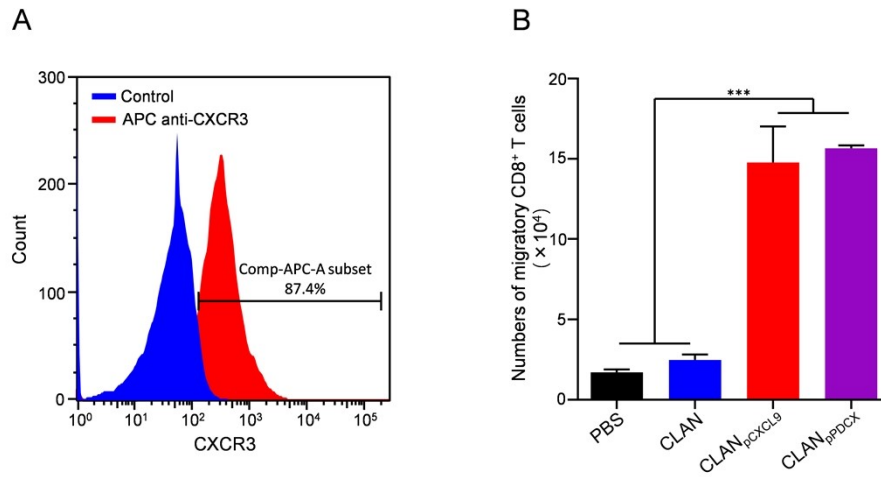 A
300
200
100
0
Count
Control
APC anti-CXCR3
Comp-APC-A subset
87.4%
10⁰ 10¹ 10² 10³ 10⁴ 10⁵
CXCR3
B
Numbers of migratory CD8⁺ T cells
(×10⁴)
20
15
10
5
0
***
PBS
CLAN
CLANpCXCL9
CLANpPDCX